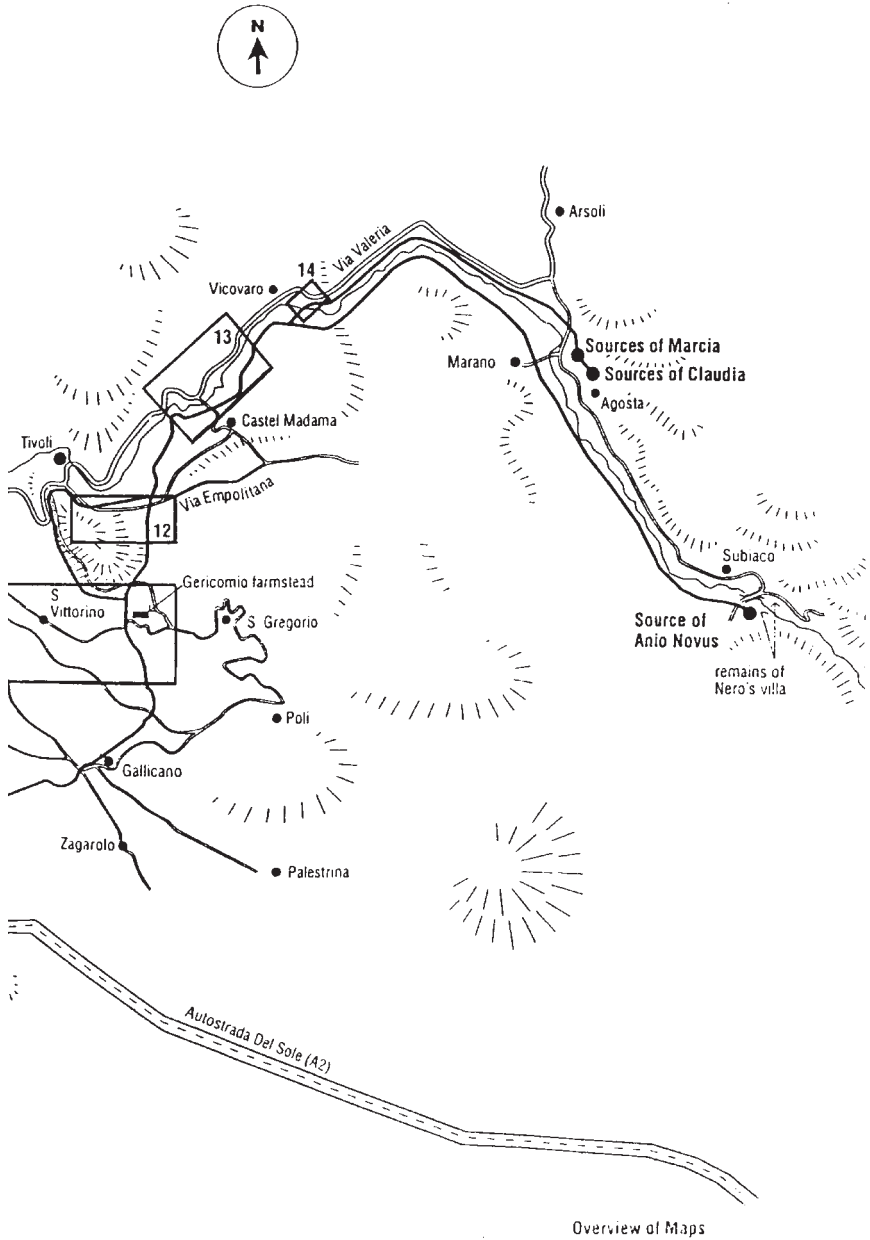 N
Arsoli
Via Valeria
14
Vicovaro
13
Sources of Marcia
Marano
Sources of Claudia
Agosta
Castel Madama
Tivoli
Via Empolitana
12
Subiaco
Gericomio farmstead
S
Vittorino
S. Gregorio
Source of
Anio Novus
remains of
Nero's villa
Poli
Gallicano
Zagarolo
Palestrina
Autostrada Del Sole (A2)
Overview of Maps